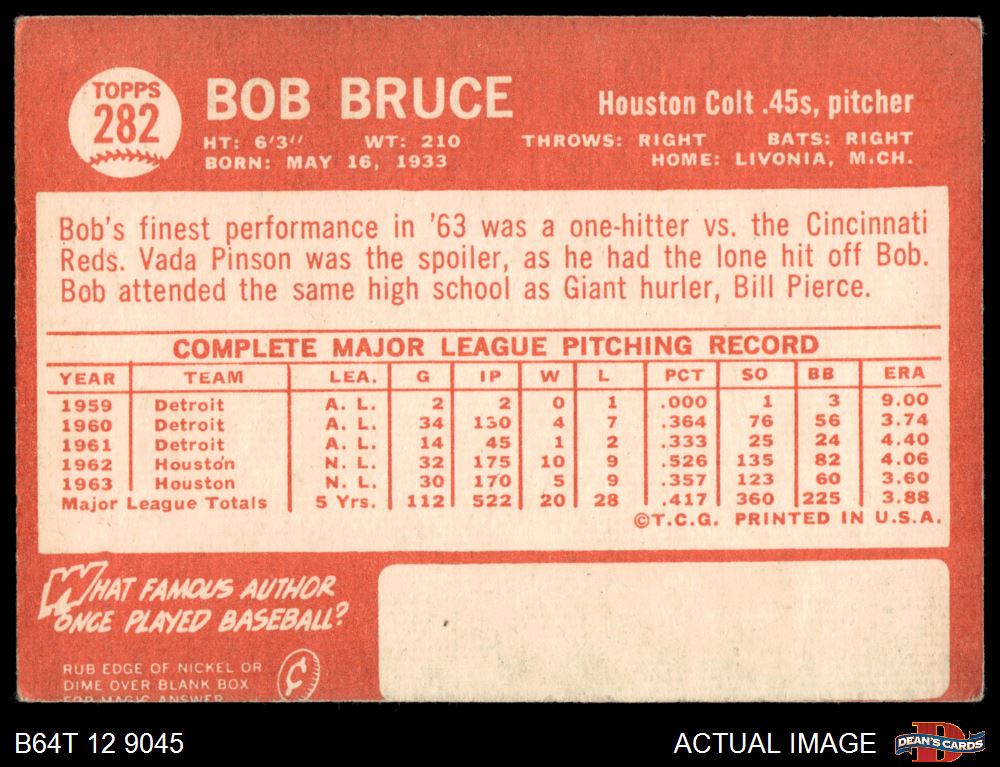 TOPPS
282
BOB BRUCE
Houston Colt .45s, pitcher
HT: 6'3" WT: 210 THROWS: RIGHT BATS: RIGHT
BORN: MAY 16, 1933 HOME: LIVONIA, M.CH.
Bob's finest performance in '63 was a one-hitter vs. the Cincinnati
Reds. Vada Pinson was the spoiler, as he had the lone hit off Bob.
Bob attended the same high school as Giant hurler, Bill Pierce.
COMPLETE MAJOR LEAGUE PITCHING RECORD
YEAR TEAM LEA. G IP W L PCT SO BB ERA
1959 Detroit A. L. 2 2 0 1 .000 1 3 9.00
1960 Detroit A. L. 34 130 4 7 .364 76 56 3.74
1961 Detroit A. L. 14 45 1 2 .333 25 24 4.40
1962 Houston N. L. 32 175 10 9 .526 135 82 4.06
1963 Houston N. L. 30 170 5 9 .357 123 60 3.60
Major League Totals 5 Yrs. 112 522 20 28 .417 360 225 3.88
©T.C.G. PRINTED IN U.S.A.
WHAT FAMOUS AUTHOR
ONCE PLAYED BASEBALL?
RUB EDGE OF NICKEL OR
DIME OVER BLANK BOX
FOR MAGIC ANSWER
¢
B64T 12 9045
ACTUAL IMAGE
DEAN'S CARDS